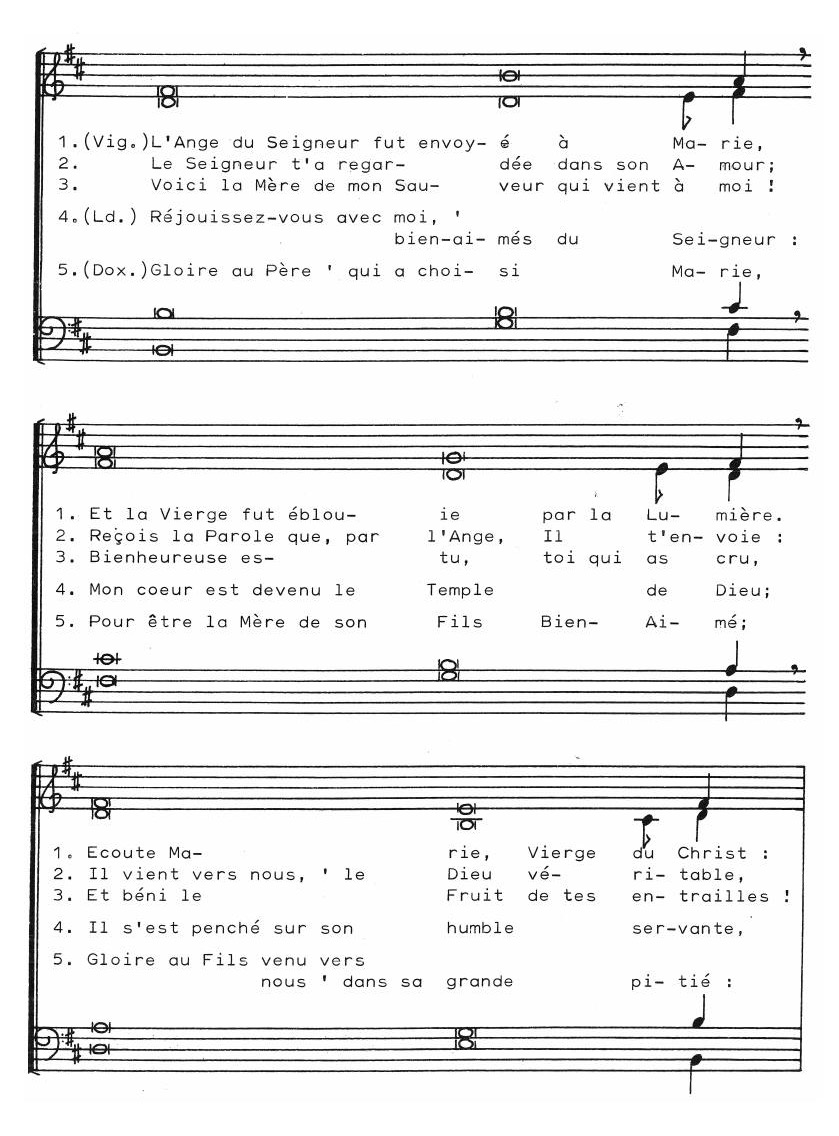 1.(Vig.)L'Ange du Seigneur fut envoy- é à Ma- rie,
2. Le Seigneur t'a regar- dée dans son A- mour;
3. Voici la Mère de mon Sau- veur qui vient à moi !
4.(Ld.) Réjouissez-vous avec moi, '
bien-ai- més du Sei-gneur :
5.(Dox.)Gloire au Père ' qui a choi- si Ma- rie,
1. Et la Vierge fut éblou- ie par la Lu- mière.
2. Reçois la Parole que, par l'Ange, Il t'en- voie :
3. Bienheureuse es- tu, toi qui as cru,
4. Mon coeur est devenu le Temple de Dieu;
5. Pour être la Mère de son Fils Bien- Ai- mé;
1. Ecoute Ma- rie, Vierge du Christ :
2. Il vient vers nous, ' le Dieu vé- ri- table,
3. Et béni le Fruit de tes en- trailles !
4. Il s'est penché sur son humble ser-vante,
5. Gloire au Fils venu vers
nous ' dans sa grande pi- tié :